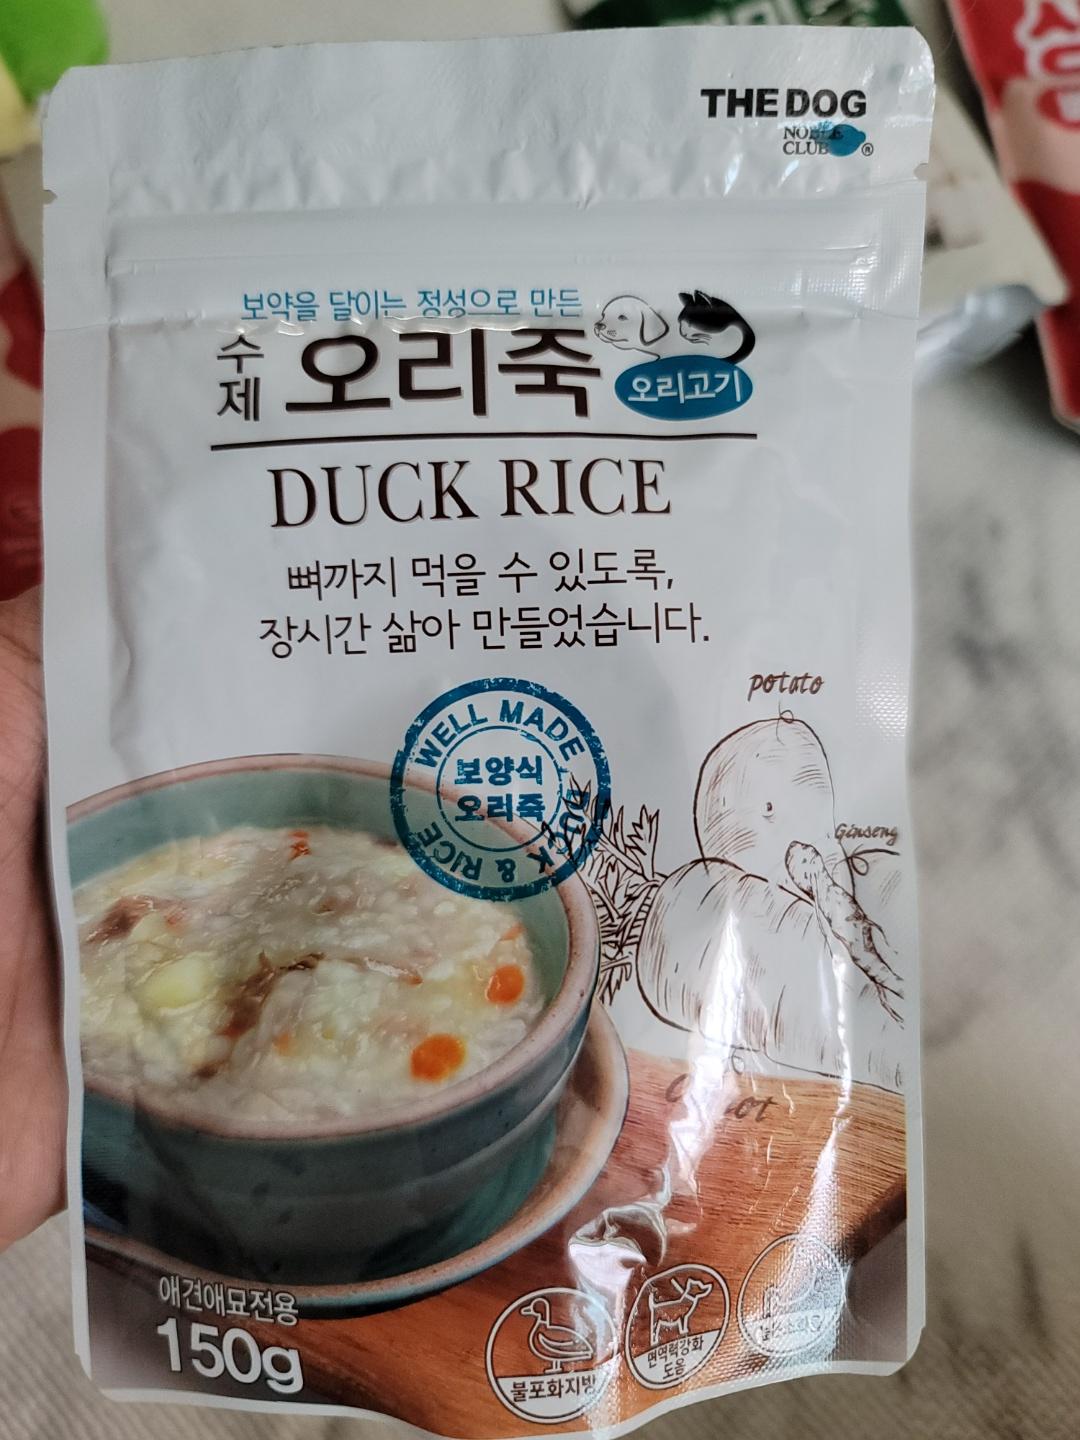 THE DOG
NOBLE
CLUB ®
보약을 달이는 정성으로 만든
수제 오리죽
오리고기
DUCK RICE
뼈까지 먹을 수 있도록,
장시간 삶아 만들었습니다.
WELL MADE, DUCK & RICE
보양식
오리죽
potato
Ginseng
애견애묘전용
150g
불포화지방
면역력강화
도움